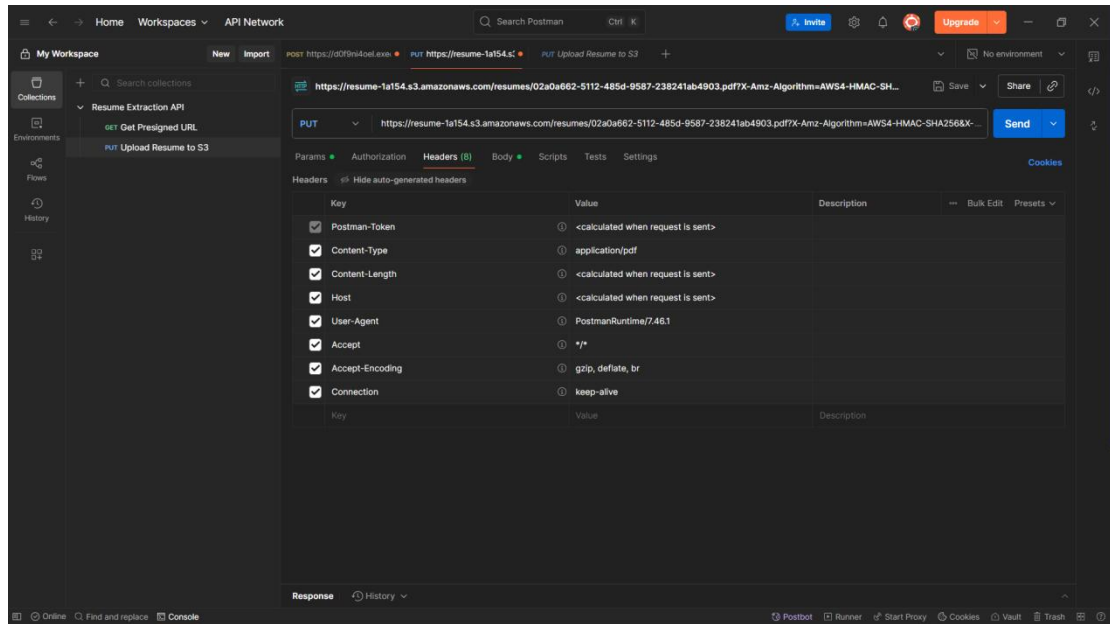 Home Workspaces API Network Search Postman Ctrl K Invite Upgrade
My Workspace New Import POST https://d0f9ni4oel.exe PUT https://resume-1a154.s: PUT Upload Resume to S3 No environment
Collections
Environments
Flows
History
Search collections
Resume Extraction API
GET Get Presigned URL
PUT Upload Resume to S3
HTTP https://resume-1a154.s3.amazonaws.com/resumes/02a0a662-5112-485d-9587-238241ab4903.pdf?X-Amz-Algorithm=AWS4-HMAC-SH... Save Share
PUT https://resume-1a154.s3.amazonaws.com/resumes/02a0a662-5112-485d-9587-238241ab4903.pdf?X-Amz-Algorithm=AWS4-HMAC-SHA256&X-... Send
Params Authorization Headers (8) Body Scripts Tests Settings Cookies
Headers Hide auto-generated headers
Key Value Description ... Bulk Edit Presets
Postman-Token <calculated when request is sent>
Content-Type application/pdf
Content-Length <calculated when request is sent>
Host <calculated when request is sent>
User-Agent PostmanRuntime/7.46.1
Accept */*
Accept-Encoding gzip, deflate, br
Connection keep-alive
Key Value Description
Response History
Online Find and replace Console Postbot Runner Start Proxy Cookies Vault Trash